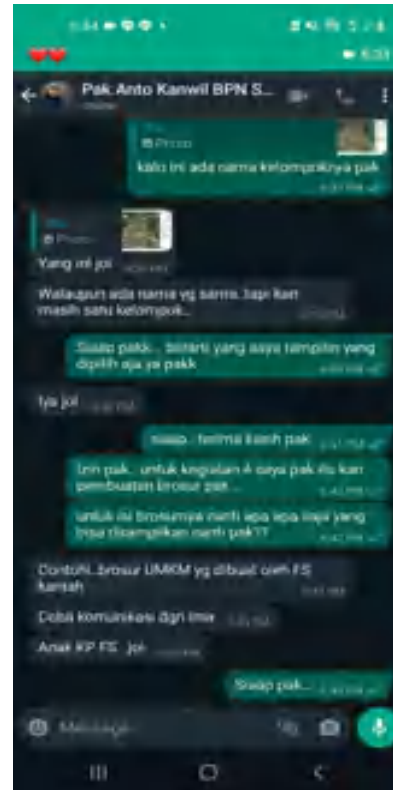 Pak Anto Kanwil BPN S...
Photo
kalo ini ada nama kelompoknya pak
Photo
Yang ini joi
Walaupun ada nama yg sama..tapi kan
masih satu kelompok..
Siaap pakk.. berarti yang saya tampilin yang
dipilih aja ya pakk
Iya joi
siaap.. terima kasih pak
Izin pak.. untuk kegiatan 4 saya pak itu kan
pembuatan brosur pak..
untuk isi brosurnya nanti apa apa saja yang
bisa ditampilkan nanti pak??
Contoh..brosur UMKM yg dibuat oleh FS
kantah
Coba komunikasi dgn
Anak KP FS joi
Siaap pak..
Message